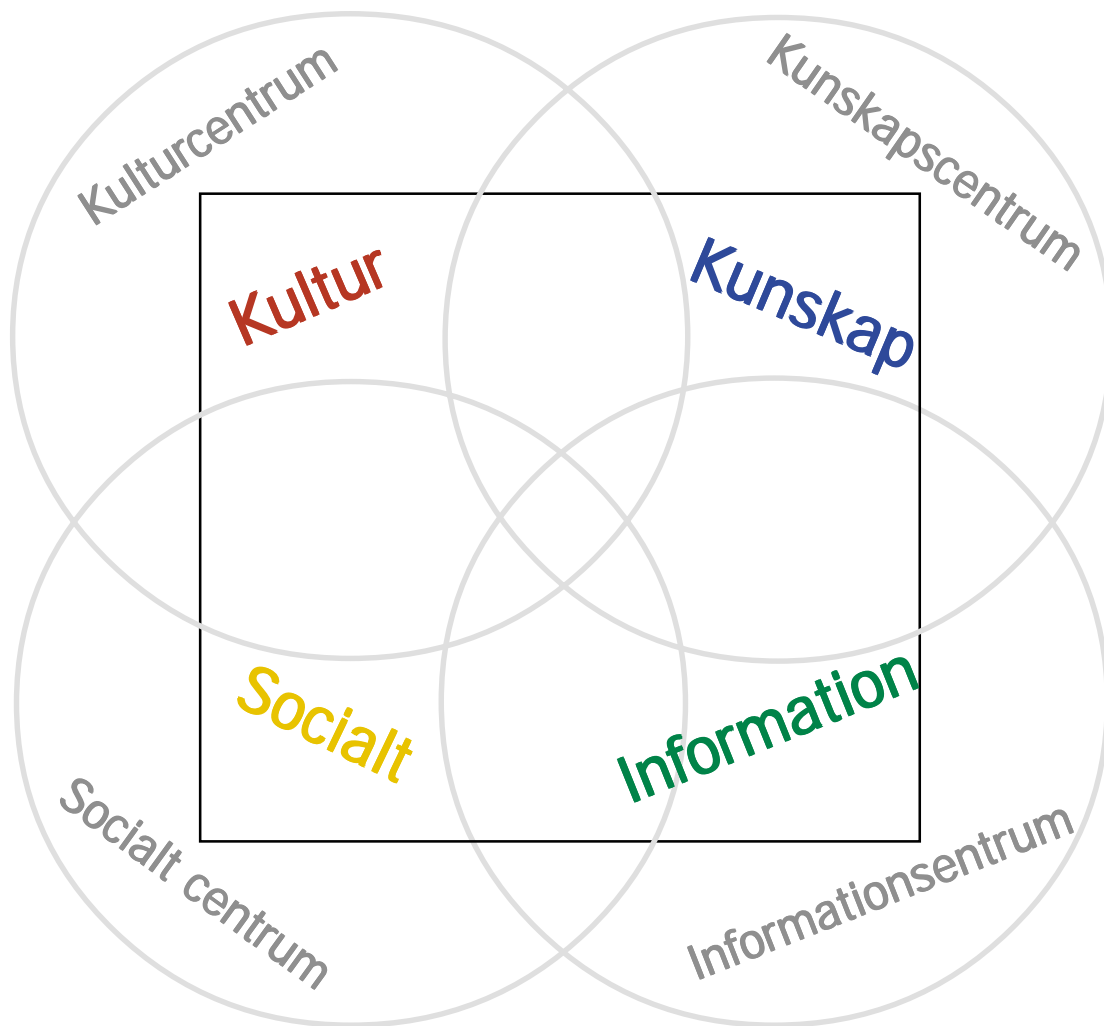 Kulturcentrum
Kunskapscentrum
Kultur
Kunskap
Socialt
Information
Socialt centrum
Informationsentrum